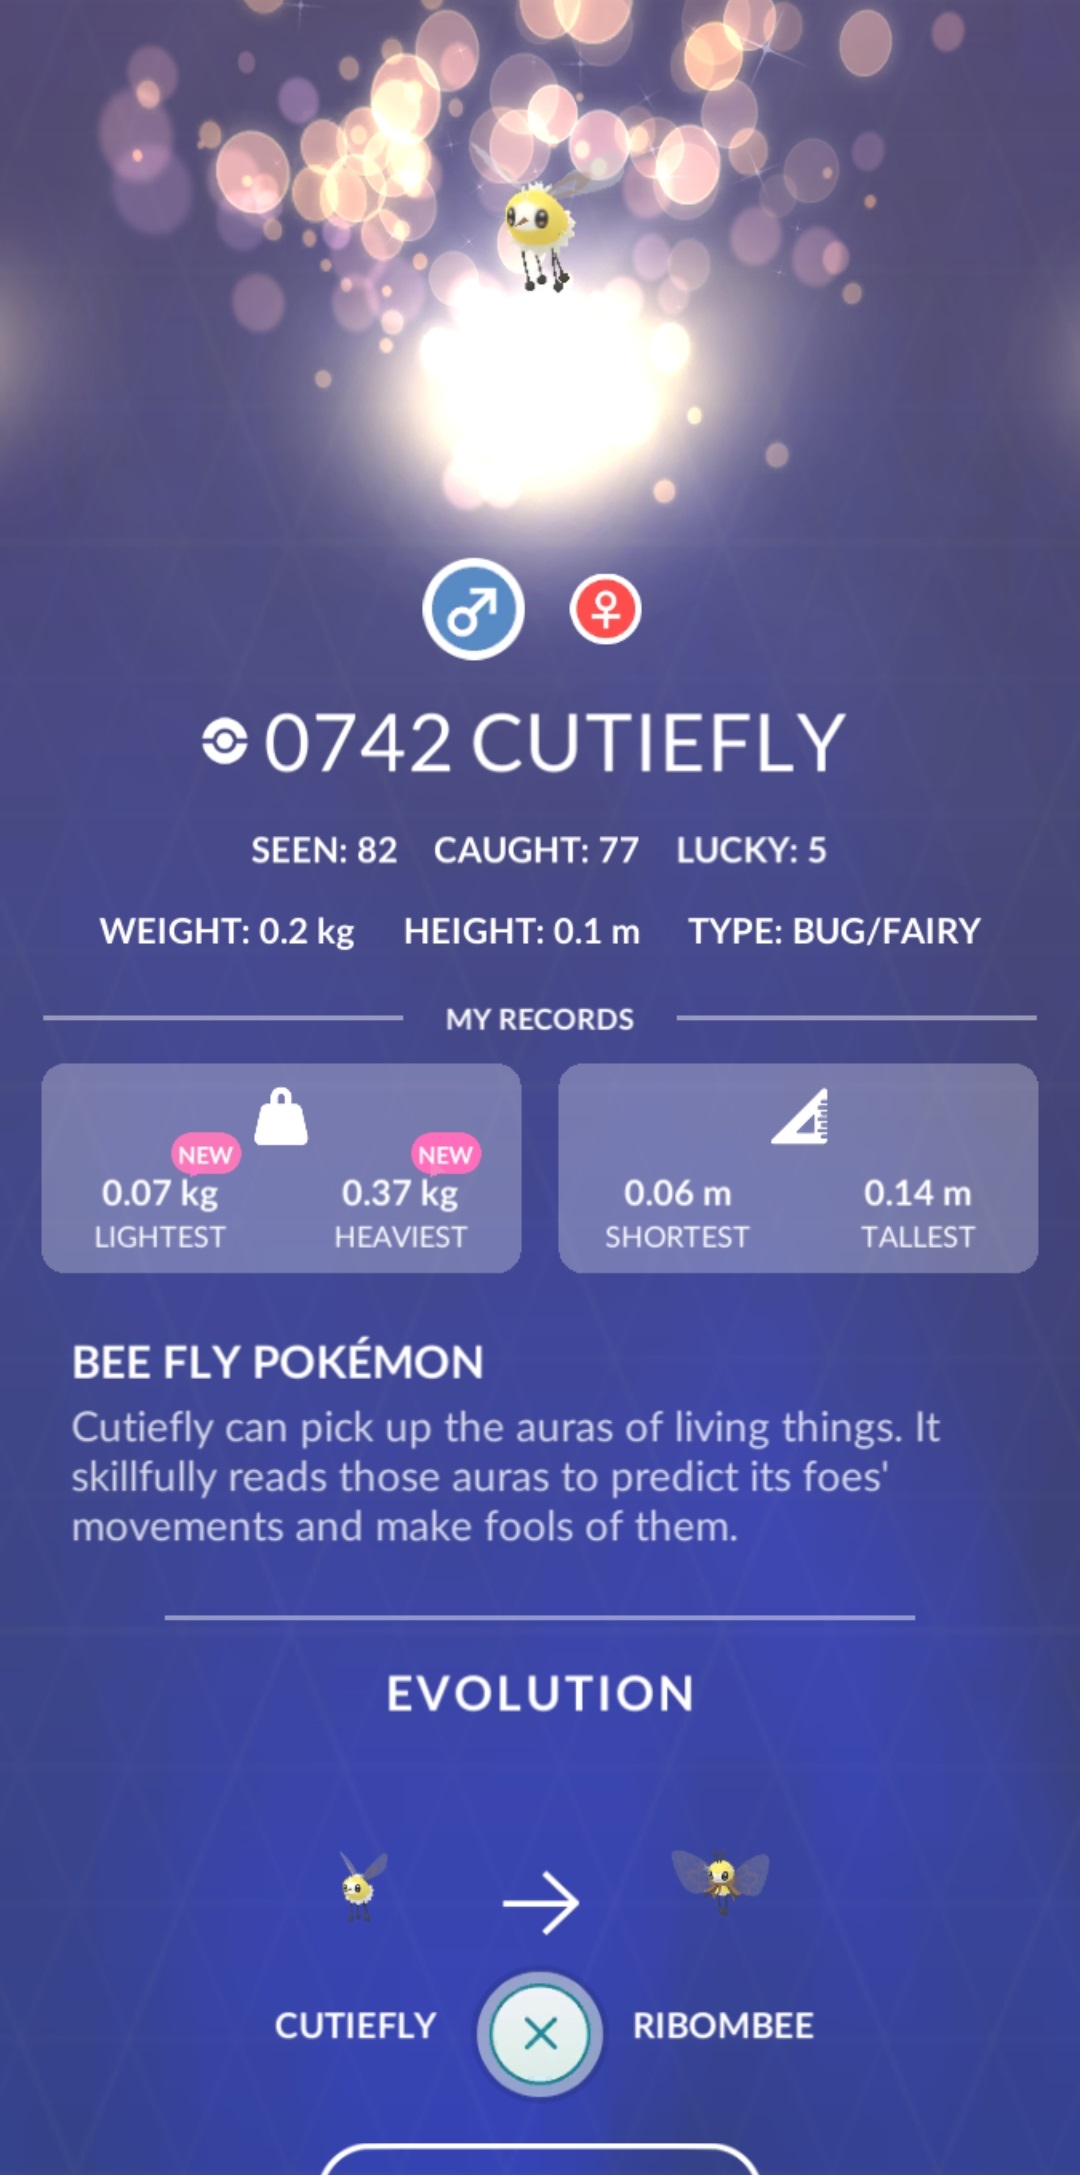 0742 CUTIEFLY
SEEN: 82 CAUGHT: 77 LUCKY: 5
WEIGHT: 0.2 kg HEIGHT: 0.1 m TYPE: BUG/FAIRY
MY RECORDS
NEW NEW
0.07 kg 0.37 kg 0.06 m 0.14 m
LIGHTEST HEAVIEST SHORTEST TALLEST
BEE FLY POKÉMON
Cutiefly can pick up the auras of living things. It
skillfully reads those auras to predict its foes'
movements and make fools of them.
EVOLUTION
CUTIEFLY RIBOMBEE